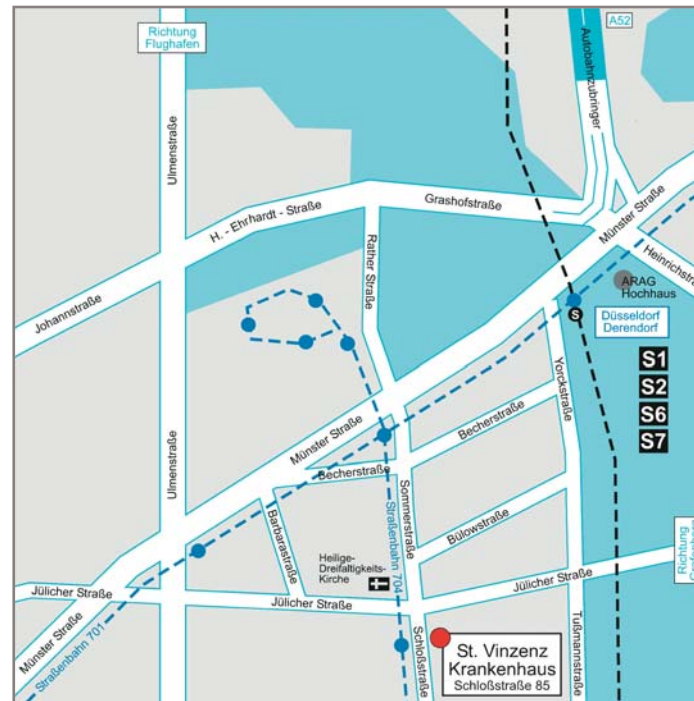 Richtung
Flughafen
A52
Autobahnzubringer
Ulmenstraße
Grashofstraße
Münster Straße
H. - Ehrhardt - Straße
Rather Straße
ARAG
Hochhaus
Johannstraße
Düsseldorf
Derendorf
S
S1
S2
S6
S7
Yorckstraße
Münster Straße
Becherstraße
Ulmenstraße
Becherstraße
Sommerstraße
Straßenbahn 704
Barbarastraße
Bülowstraße
Heilige-
Dreifaltigkeits-
Kirche
Richtung
Jülicher Straße
Jülicher Straße
Jülicher Straße
Münster Straße
Straßenbahn 701
Schloßstraße
Tußmannstraße
St. Vinzenz
Krankenhaus
Schloßstraße 85